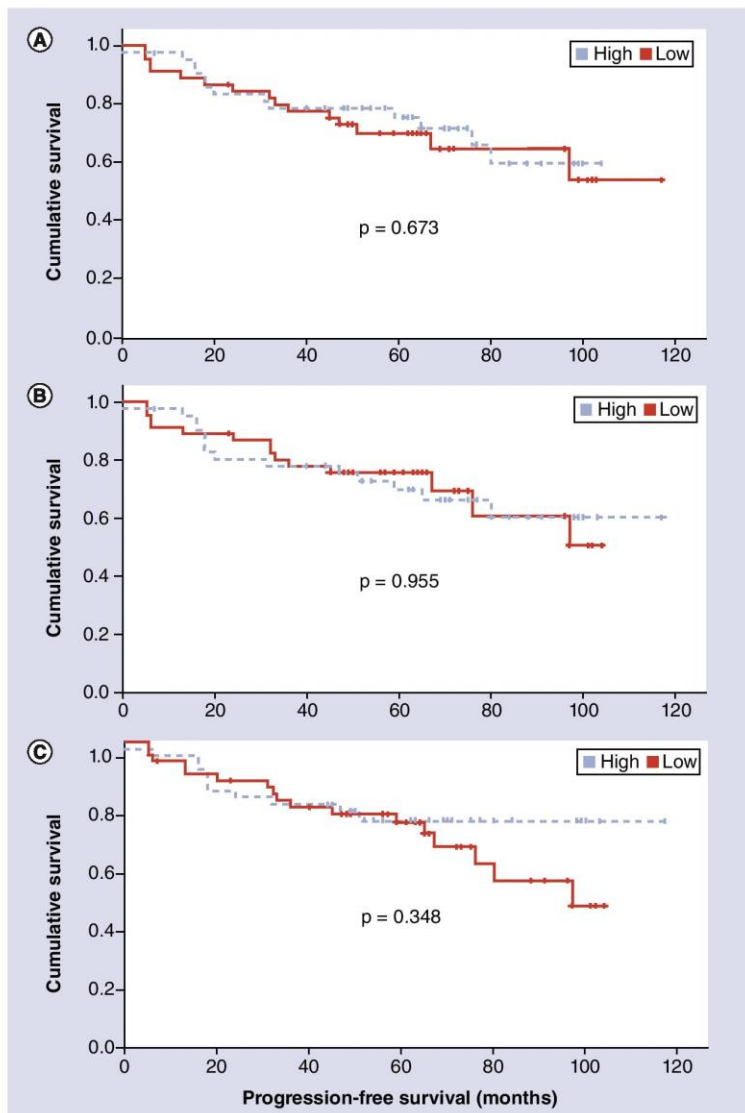 A
High Low
Cumulative survival
1.0
0.8
0.6
0.4
0.2
0.0
p = 0.673
0 20 40 60 80 100 120
B
High Low
Cumulative survival
1.0
0.8
0.6
0.4
0.2
0.0
p = 0.955
0 20 40 60 80 100 120
C
High Low
Cumulative survival
1.0
0.8
0.6
0.4
0.2
0.0
p = 0.348
0 20 40 60 80 100 120
Progression-free survival (months)